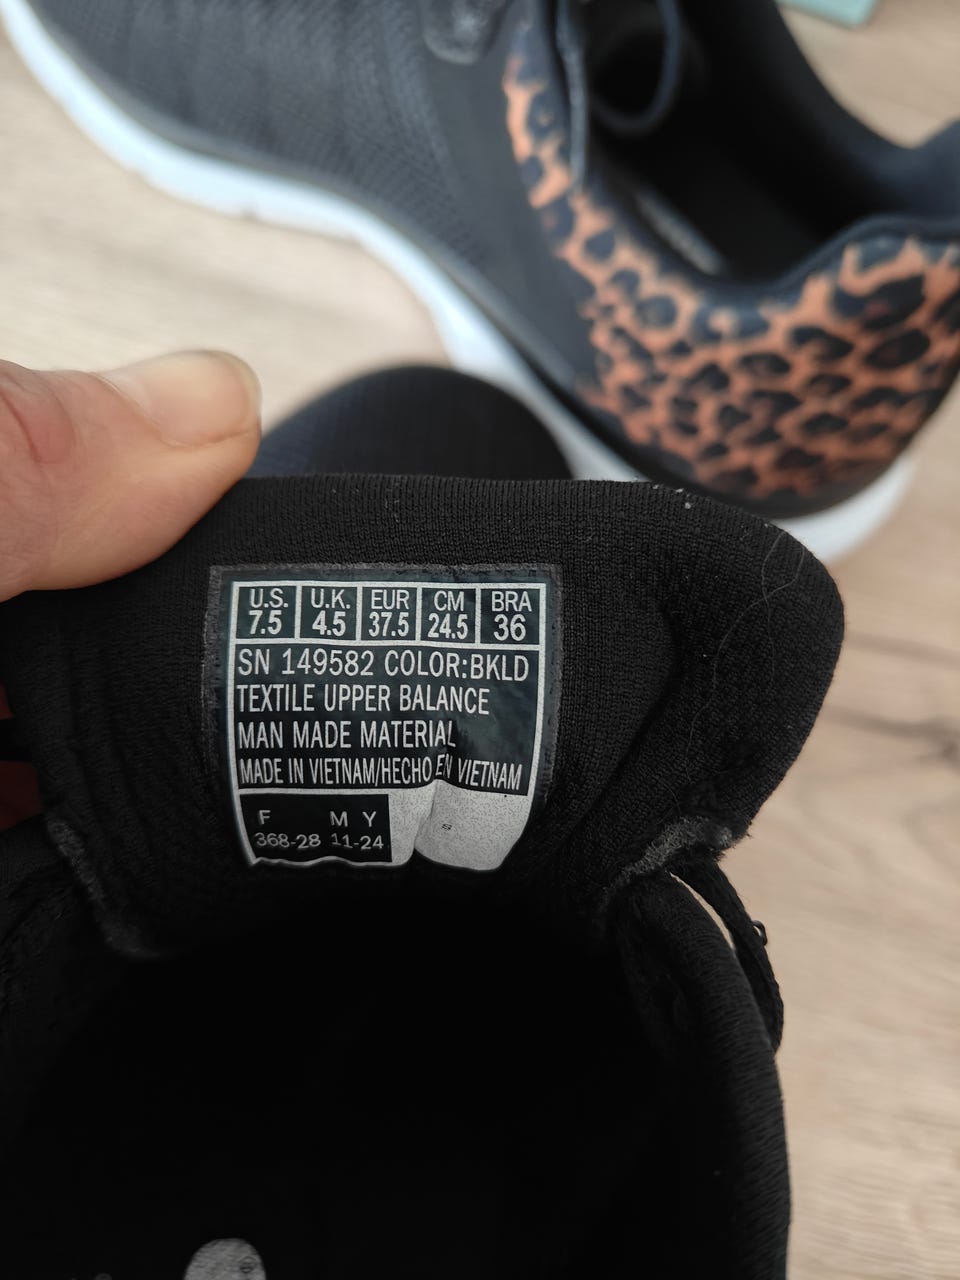 U.S. U.K. EUR CM BRA
7.5 4.5 37.5 24.5 36
SN 149582 COLOR:BKLD
TEXTILE UPPER BALANCE
MAN MADE MATERIAL
MADE IN VIETNAM/HECHO EN VIETNAM
F M Y
368-28 11-24
S